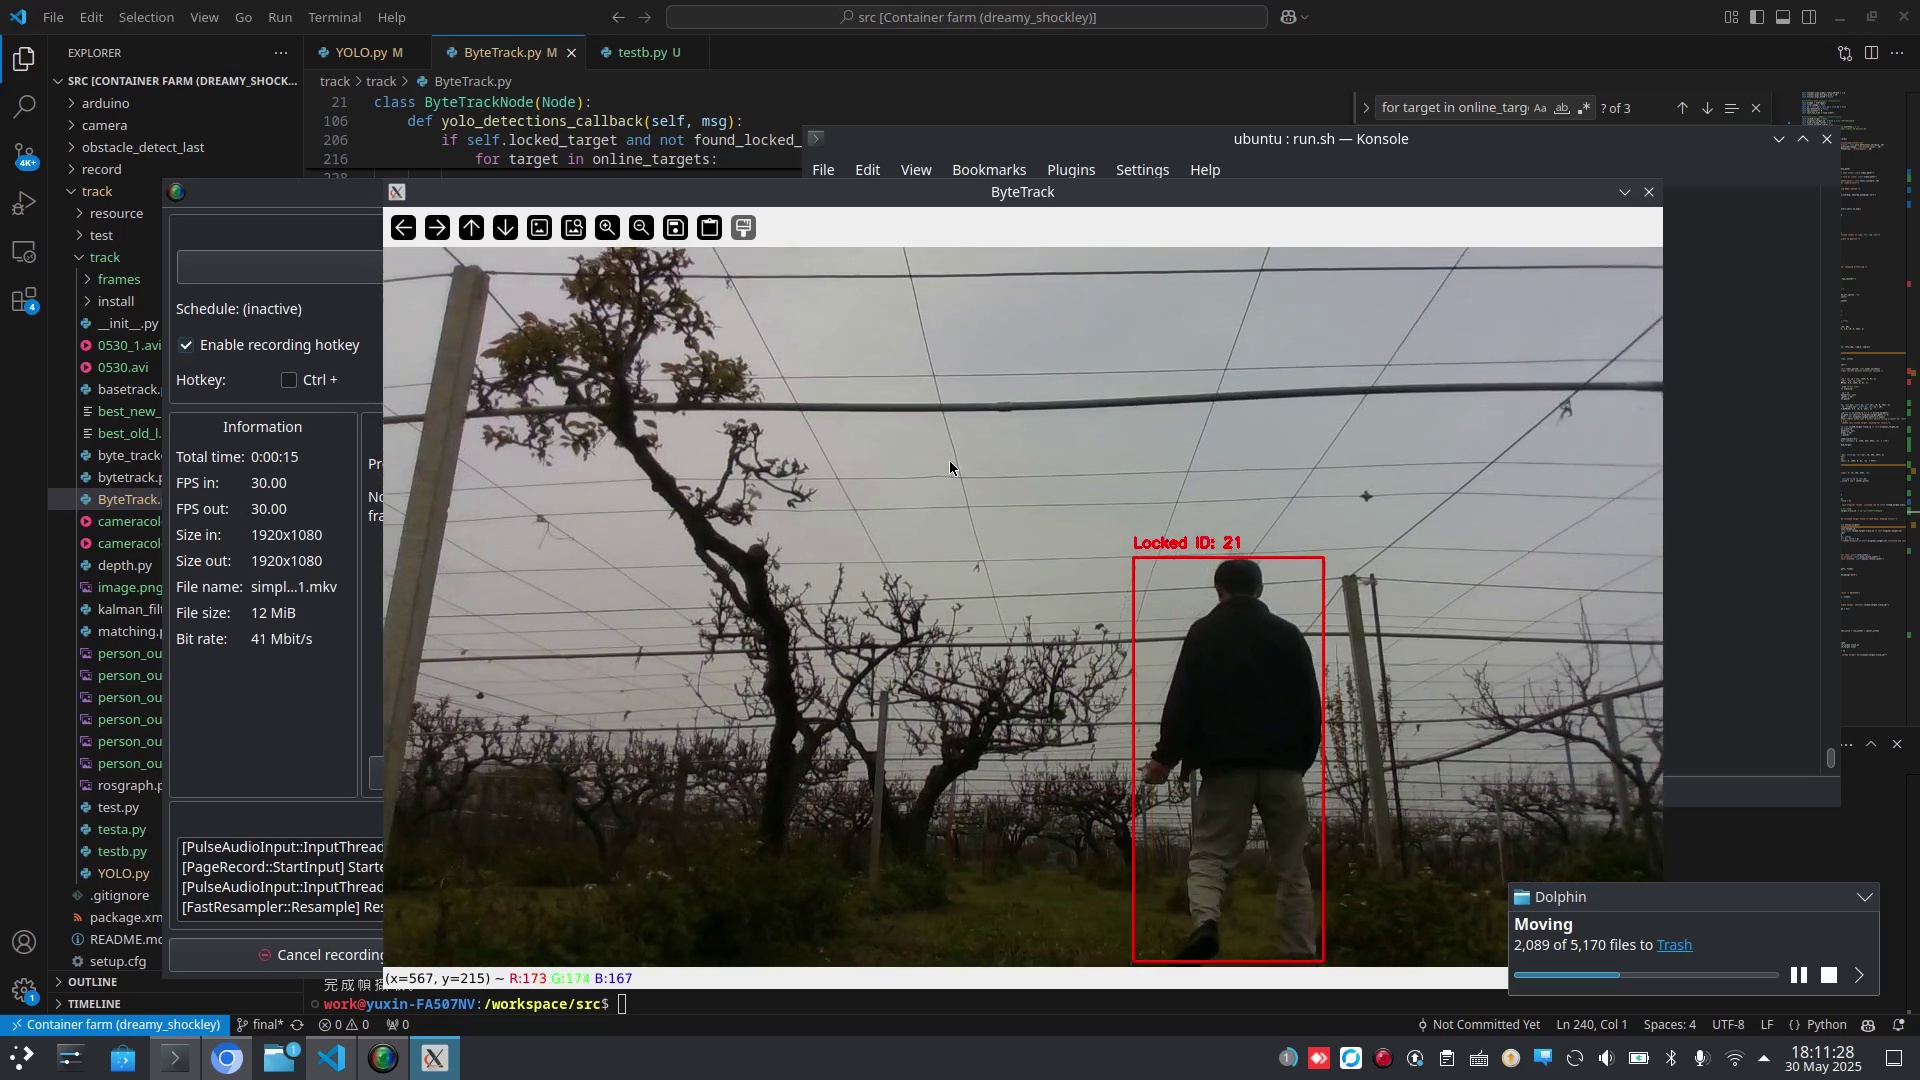 File Edit Selection View Go Run Terminal Help
src [Container farm (dreamy_shockley)]
EXPLORER
YOLO.py M
ByteTrack.py M
testb.py U
SRC [CONTAINER FARM (DREAMY_SHOCK...
track > track > ByteTrack.py
arduino
camera
obstacle_detect_last
record
track
resource
test
track
frames
install
__init__.py
0530_1.avi
0530.avi
basetrack.
best_new_
best_old_l.
byte_track
bytetrack.p
ByteTrack.
cameracol
cameracol
depth.py
image.png
kalman_filt
matching.p
person_ou
person_ou
person_ou
person_ou
person_ou
person_ou
rosgraph.p
test.py
testa.py
testb.py
YOLO.py
.gitignore
package.xm
README.md
setup.cfg
OUTLINE
TIMELINE
4K+
4
1
21 class ByteTrackNode(Node):
106 def yolo_detections_callback(self, msg):
206 if self.locked_target and not found_locked_
216 for target in online_targets:
for target in online_targ
Aa ab
? of 3
ubuntu : run.sh — Konsole
File Edit View Bookmarks Plugins Settings Help
ByteTrack
Schedule: (inactive)
Enable recording hotkey
Hotkey: Ctrl +
Information
Total time: 0:00:15
FPS in: 30.00
FPS out: 30.00
Size in: 1920x1080
Size out: 1920x1080
File name: simpl...1.mkv
File size: 12 MiB
Bit rate: 41 Mbit/s
Pr
No
fra
[PulseAudioInput::InputThread
[PageRecord::StartInput] Starte
[PulseAudioInput::InputThread
[FastResampler::Resample] Res
Cancel recording
Locked ID: 21
(x=567, y=215) ~ R:173 G:174 B:167
Dolphin
Moving
2,089 of 5,170 files to Trash
work@yuxin-FA507NV:/workspace/src$
Container farm (dreamy_shockley)
final*
0 0
0
Not Committed Yet
Ln 240, Col 1
Spaces: 4
UTF-8
LF
{} Python
1
1
18:11:28
30 May 2025